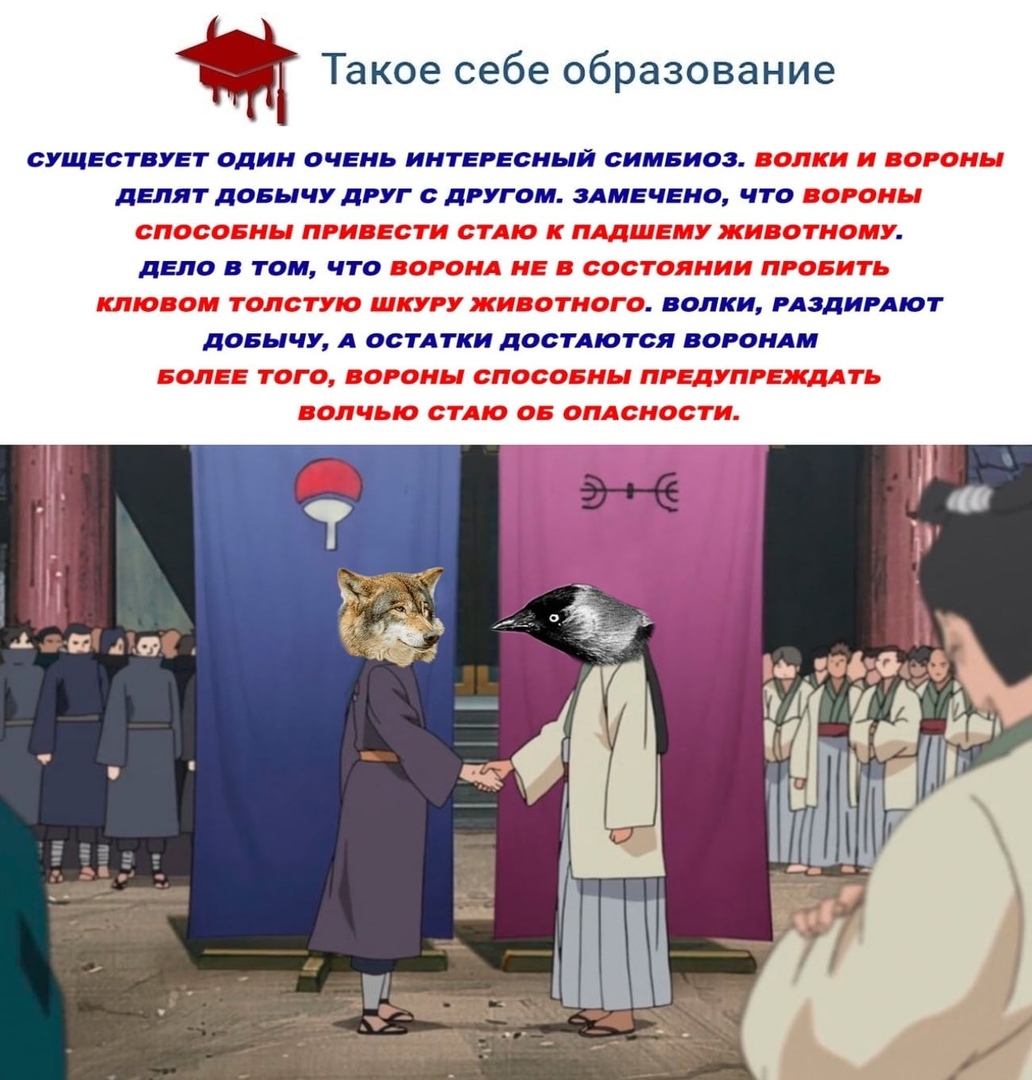 Такое себе образование
СУЩЕСТВУЕТ ОДИН ОЧЕНЬ ИНТЕРЕСНЫЙ СИМБИОЗ. ВОЛКИ И ВОРОНЫ
ДЕЛЯТ ДОБЫЧУ ДРУГ С ДРУГОМ. ЗАМЕЧЕНО, ЧТО ВОРОНЫ
СПОСОБНЫ ПРИВЕСТИ СТАЮ К ПАДШЕМУ ЖИВОТНОМУ.
ДЕЛО В ТОМ, ЧТО ВОРОНА НЕ В СОСТОЯНИИ ПРОБИТЬ
КЛЮВОМ ТОЛСТУЮ ШКУРУ ЖИВОТНОГО. ВОЛКИ, РАЗДИРАЮТ
ДОБЫЧУ, А ОСТАТКИ ДОСТАЮТСЯ ВОРОНАМ
БОЛЕЕ ТОГО, ВОРОНЫ СПОСОБНЫ ПРЕДУПРЕЖДАТЬ
ВОЛЧЬЮ СТАЮ ОБ ОПАСНОСТИ.